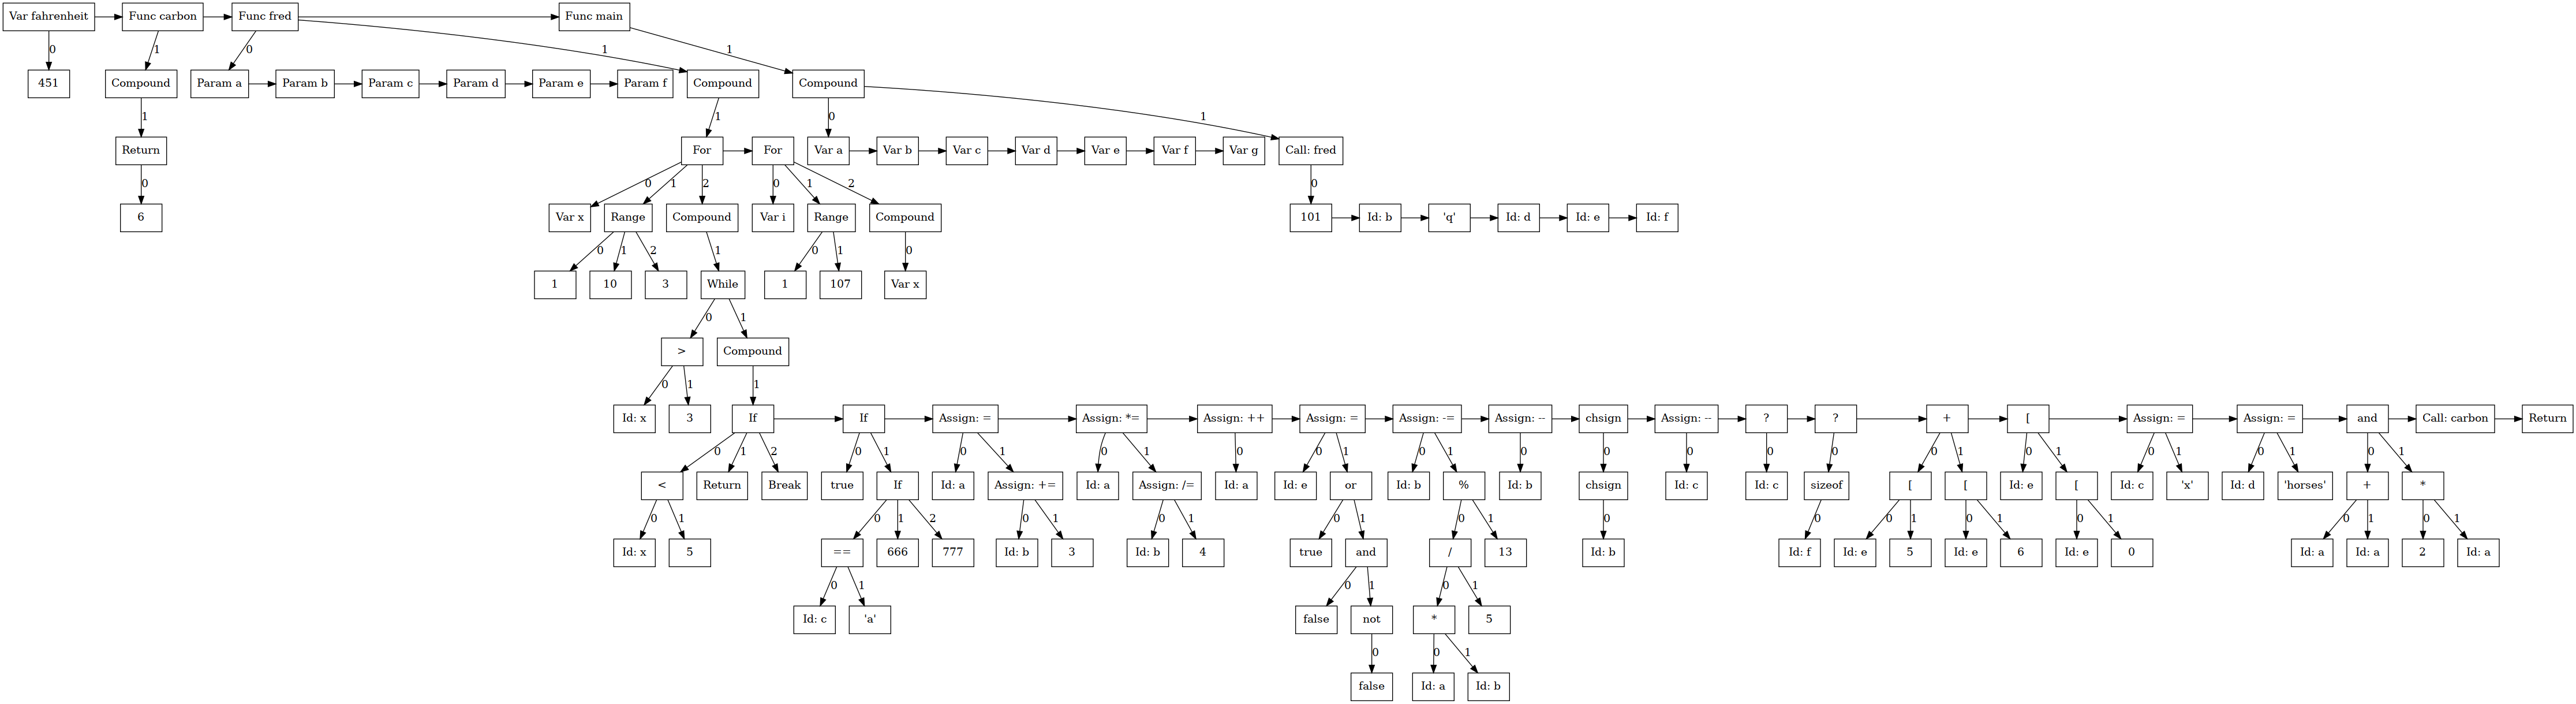 Var fahrenheit Func carbon Func fred Func main
0 1 0 1 1
451 Compound Param a Param b Param c Param d Param e Param f Compound Compound
1 1 0 1
Return For For Var a Var b Var c Var d Var e Var f Var g Call: fred
0 0 1 2 0 1 2 0
6 Var x Range Compound Var i Range Compound 101 Id: b 'q' Id: d Id: e Id: f
0 1 2 1 0 1 0
1 10 3 While 1 107 Var x
0 1
> Compound
0 1 1
Id: x 3 If If Assign: = Assign: *= Assign: ++ Assign: = Assign: -= Assign: -- chsign Assign: -- ? ? + [ Assign: = Assign: = and Call: carbon Return
0 1 2 0 1 0 1 0 1 0 0 1 0 1 0 0 0 0 0 0 1 0 1 0 1 0 1 0 1
< Return Break true If Id: a Assign: += Id: a Assign: /= Id: a Id: e or Id: b % Id: b chsign Id: c Id: c sizeof [ [ Id: e [ Id: c 'x' Id: d 'horses' + *
0 1 0 1 2 0 1 0 1 0 1 0 1 0 0 0 1 0 1 0 1 0 1 0 1
Id: x 5 == 666 777 Id: b 3 Id: b 4 true and / 13 Id: b Id: f Id: e 5 Id: e 6 Id: e 0 Id: a Id: a 2 Id: a
0 1 0 1 0 1
Id: c 'a' false not * 5
0 0 1
false Id: a Id: b